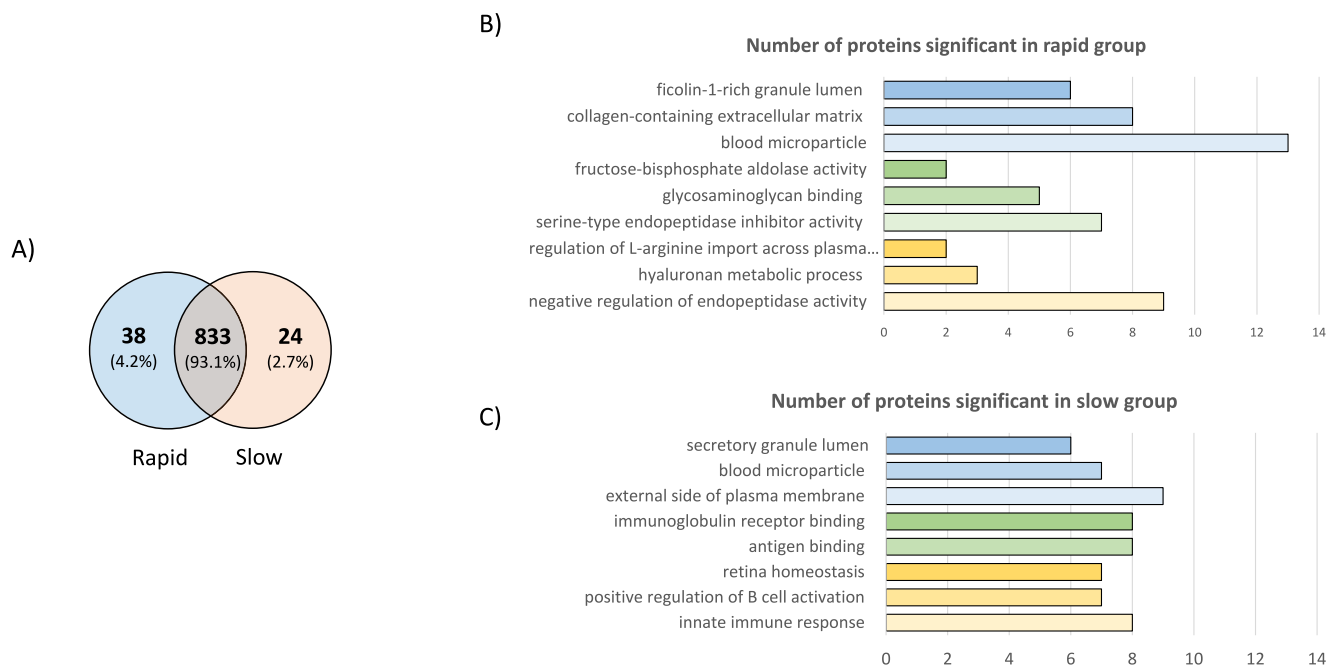 A)
38
(4.2%)
833
(93.1%)
24
(2.7%)
Rapid
Slow
B)
Number of proteins significant in rapid group
ficolin-1-rich granule lumen
collagen-containing extracellular matrix
blood microparticle
fructose-bisphosphate aldolase activity
glycosaminoglycan binding
serine-type endopeptidase inhibitor activity
regulation of L-arginine import across plasma...
hyaluronan metabolic process
negative regulation of endopeptidase activity
0 2 4 6 8 10 12 14
C)
Number of proteins significant in slow group
secretory granule lumen
blood microparticle
external side of plasma membrane
immunoglobulin receptor binding
antigen binding
retina homeostasis
positive regulation of B cell activation
innate immune response
0 2 4 6 8 10 12 14